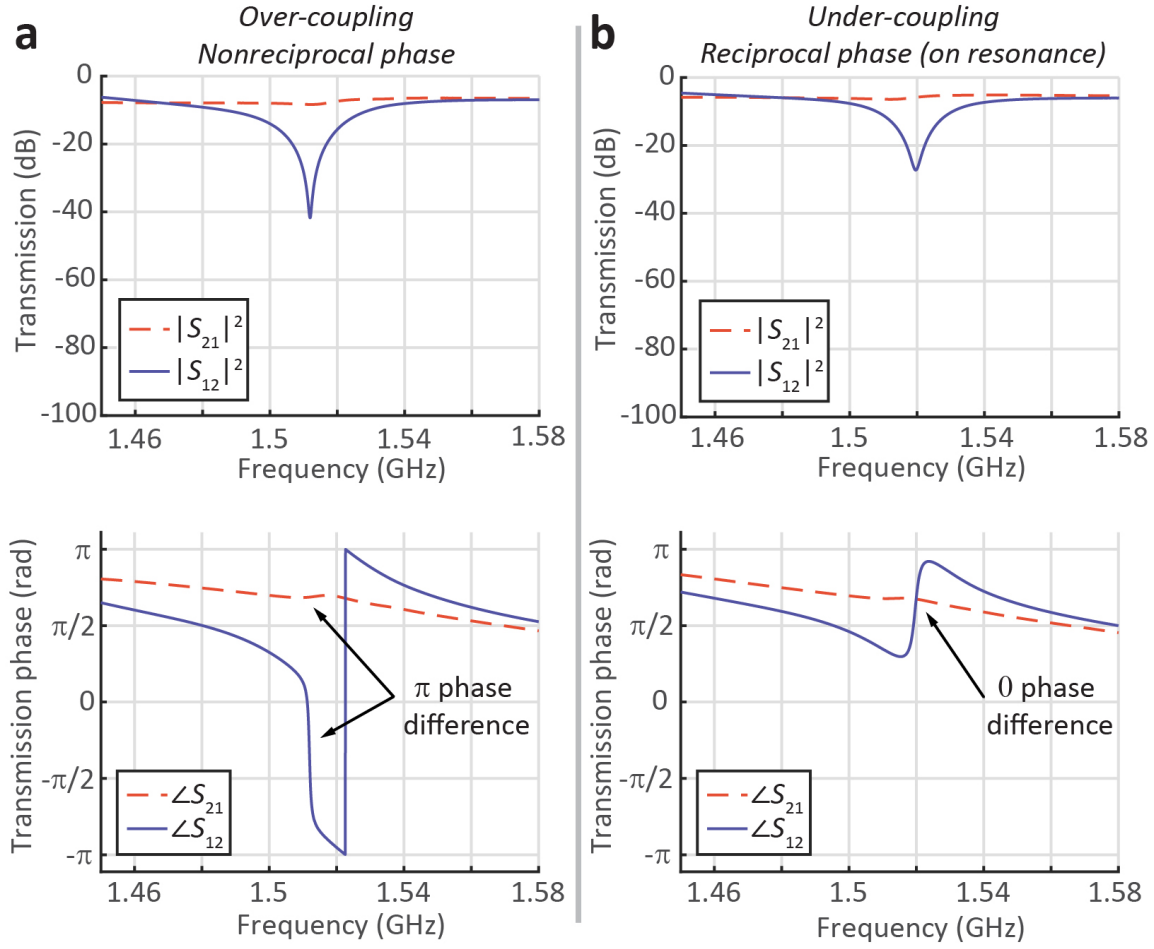 a
Over-coupling
Nonreciprocal phase
0
-20
-40
-60
-80
-100
Transmission (dB)
|S21|²
|S12|²
1.46
1.5
1.54
1.58
Frequency (GHz)
π
π/2
0
-π/2
-π
Transmission phase (rad)
π phase
difference
∠S21
∠S12
1.46
1.5
1.54
1.58
Frequency (GHz)
b
Under-coupling
Reciprocal phase (on resonance)
0
-20
-40
-60
-80
-100
Transmission (dB)
|S21|²
|S12|²
1.46
1.5
1.54
1.58
Frequency (GHz)
π
π/2
0
-π/2
-π
Transmission phase (rad)
0 phase
difference
∠S21
∠S12
1.46
1.5
1.54
1.58
Frequency (GHz)